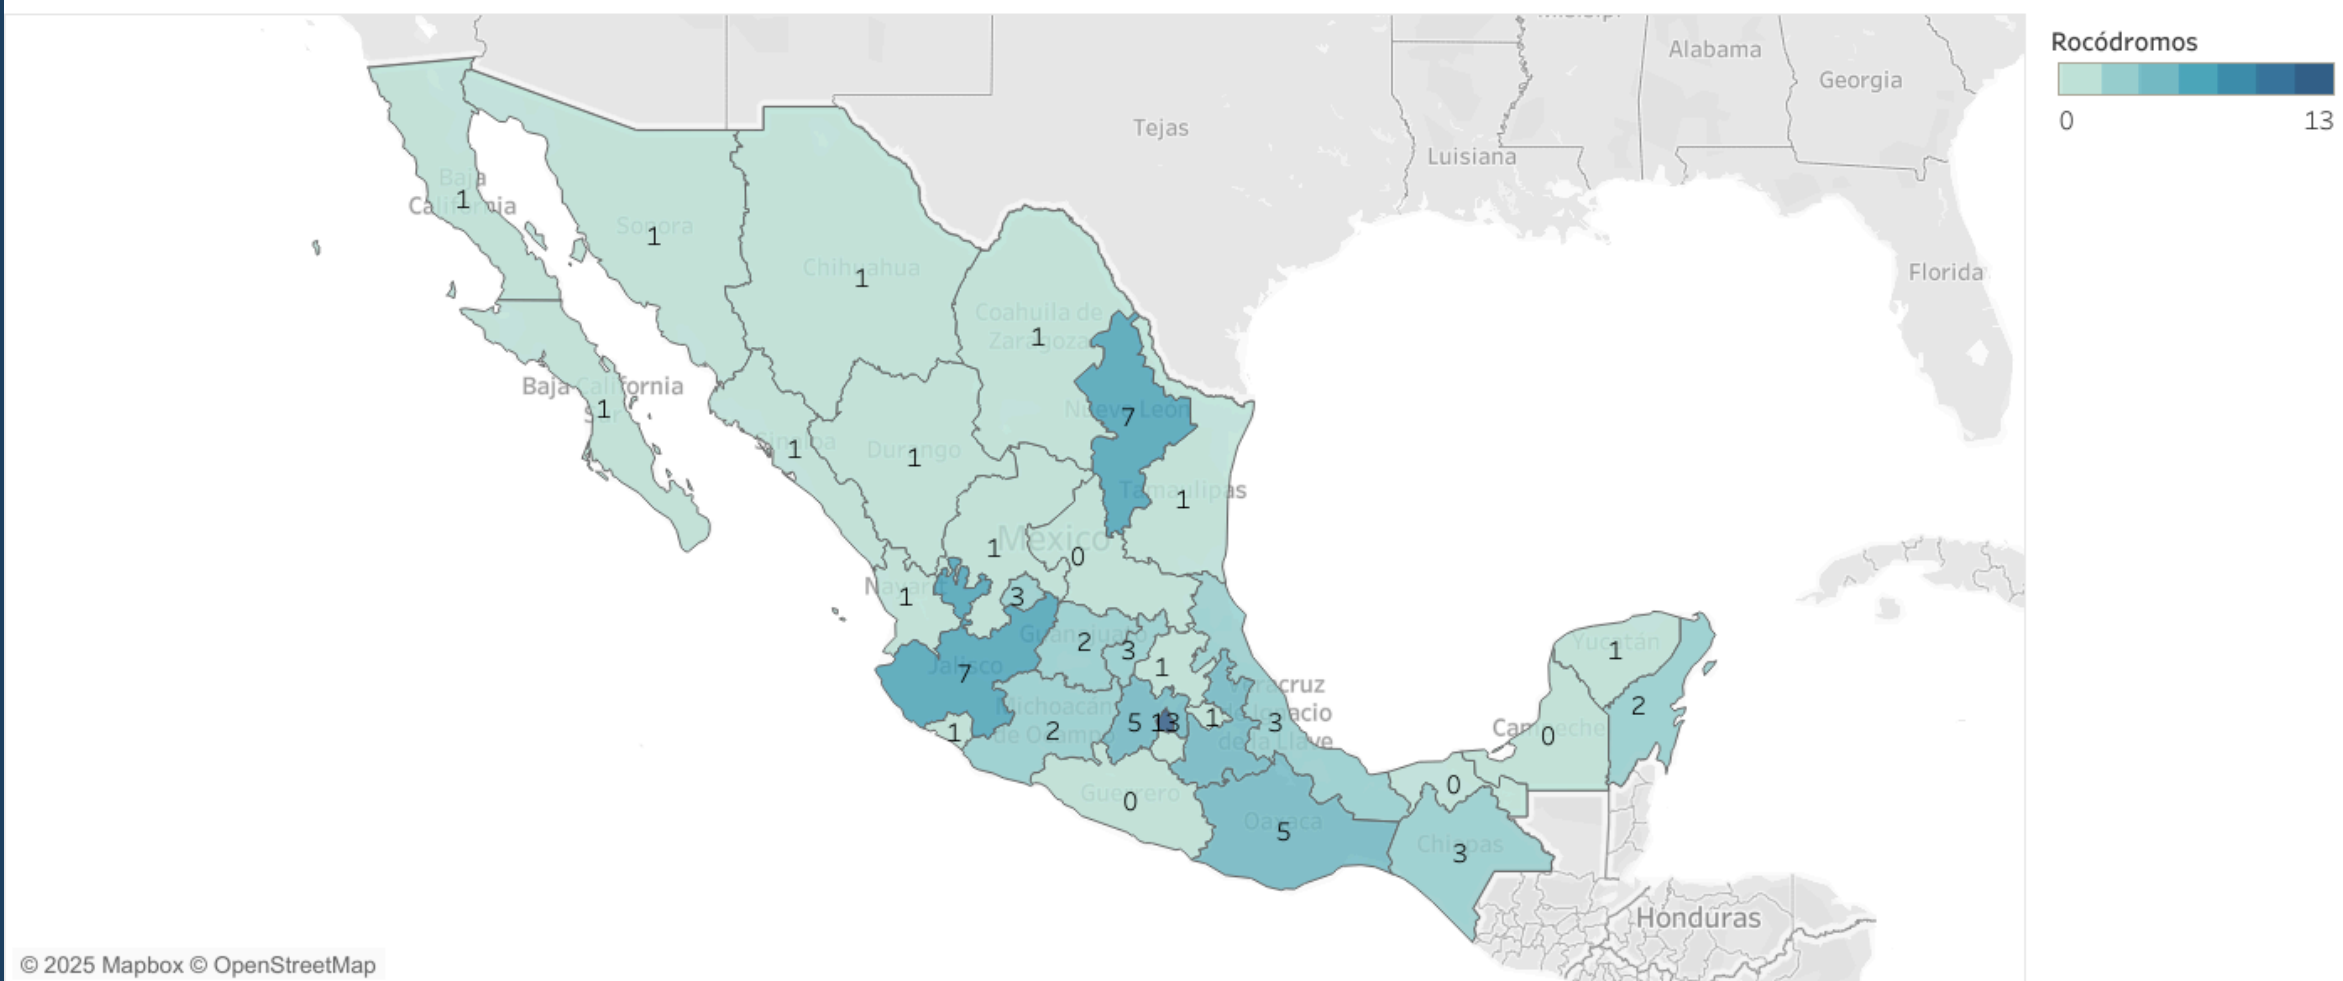 Rocódromos
0
13
Alabama
Georgia
Tejas
Luisiana
Florida
Baja
California
1
Sonora
1
Chihuahua
1
Coahuila de
Zaragoza
1
Baja California
Sur
1
Nuevo León
7
Sinaloa
1
Durango
1
Tamaulipas
1
México
1
0
Nayarit
1
3
Guanajuato
2
3
1
Jalisco
7
Michoacán
de Ocampo
2
1
5
13
1
Veracruz
de Ignacio
de la Llave
3
Guerrero
0
Oaxaca
5
Chiapas
3
0
Campeche
0
Yucatán
1
2
Honduras
© 2025 Mapbox © OpenStreetMap